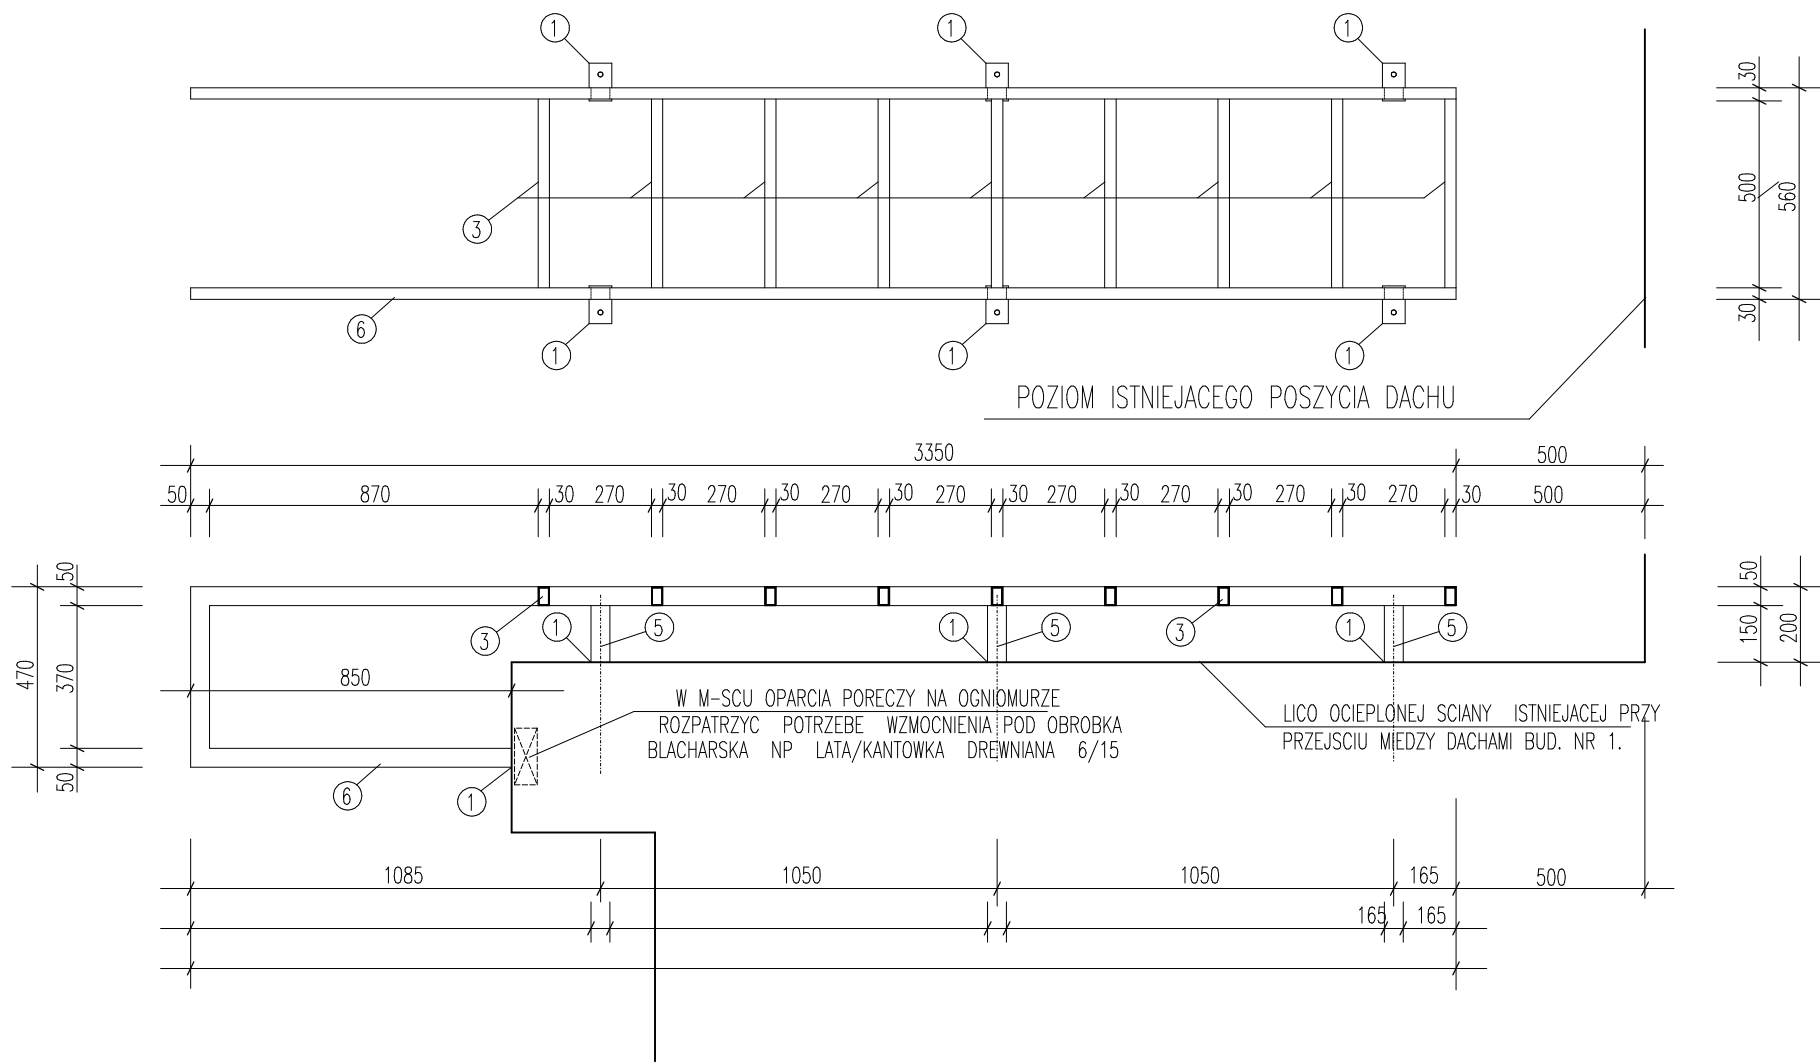 1 1 1
30
500
560
3
30
6
1 1 1
POZIOM ISTNIEJACEGO POSZYCIA DACHU
3350 500
50 870 30 270 30 270 30 270 30 270 30 270 30 270 30 270 30 270 30 500
50
370
470
50
50
150
200
3 1 5 1 5 3 1 5
850
W M-SCU OPARCIA PORECZY NA OGNIOMURZE
ROZPATRZYC POTRZEBE WZMOCNIENIA POD OBROBKA
BLACHARSKA NP LATA/KANTOWKA DREWNIANA 6/15
LICO OCIEPLONEJ SCIANY ISTNIEJACEJ PRZY
PRZEJSCIU MIEDZY DACHAMI BUD. NR 1.
6 1
1085 1050 1050 165 500
165 165